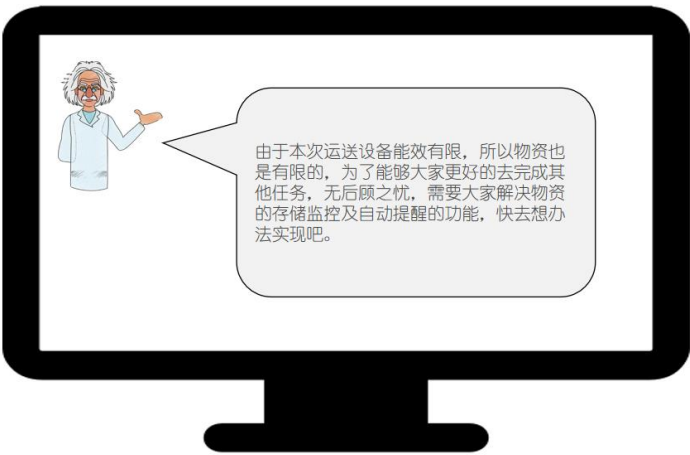 由于本次运送设备能效有限，所以物资也
是有限的，为了能够大家更好的去完成其
他任务，无后顾之忧，需要大家解决物资
的存储监控及自动提醒的功能，快去想办
法实现吧。